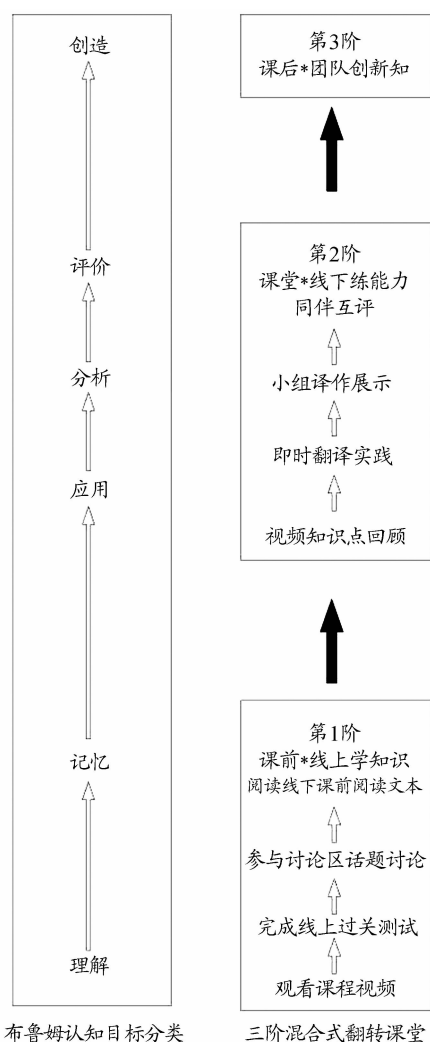 创造
评价
分析
应用
记忆
理解
布鲁姆认知目标分类
第3阶
课后*团队创新知
第2阶
课堂*线下练能力
同伴互评
小组译作展示
即时翻译实践
视频知识点回顾
第1阶
课前*线上学知识
阅读线下课前阅读文本
参与讨论区话题讨论
完成线上过关测试
观看课程视频
三阶混合式翻转课堂